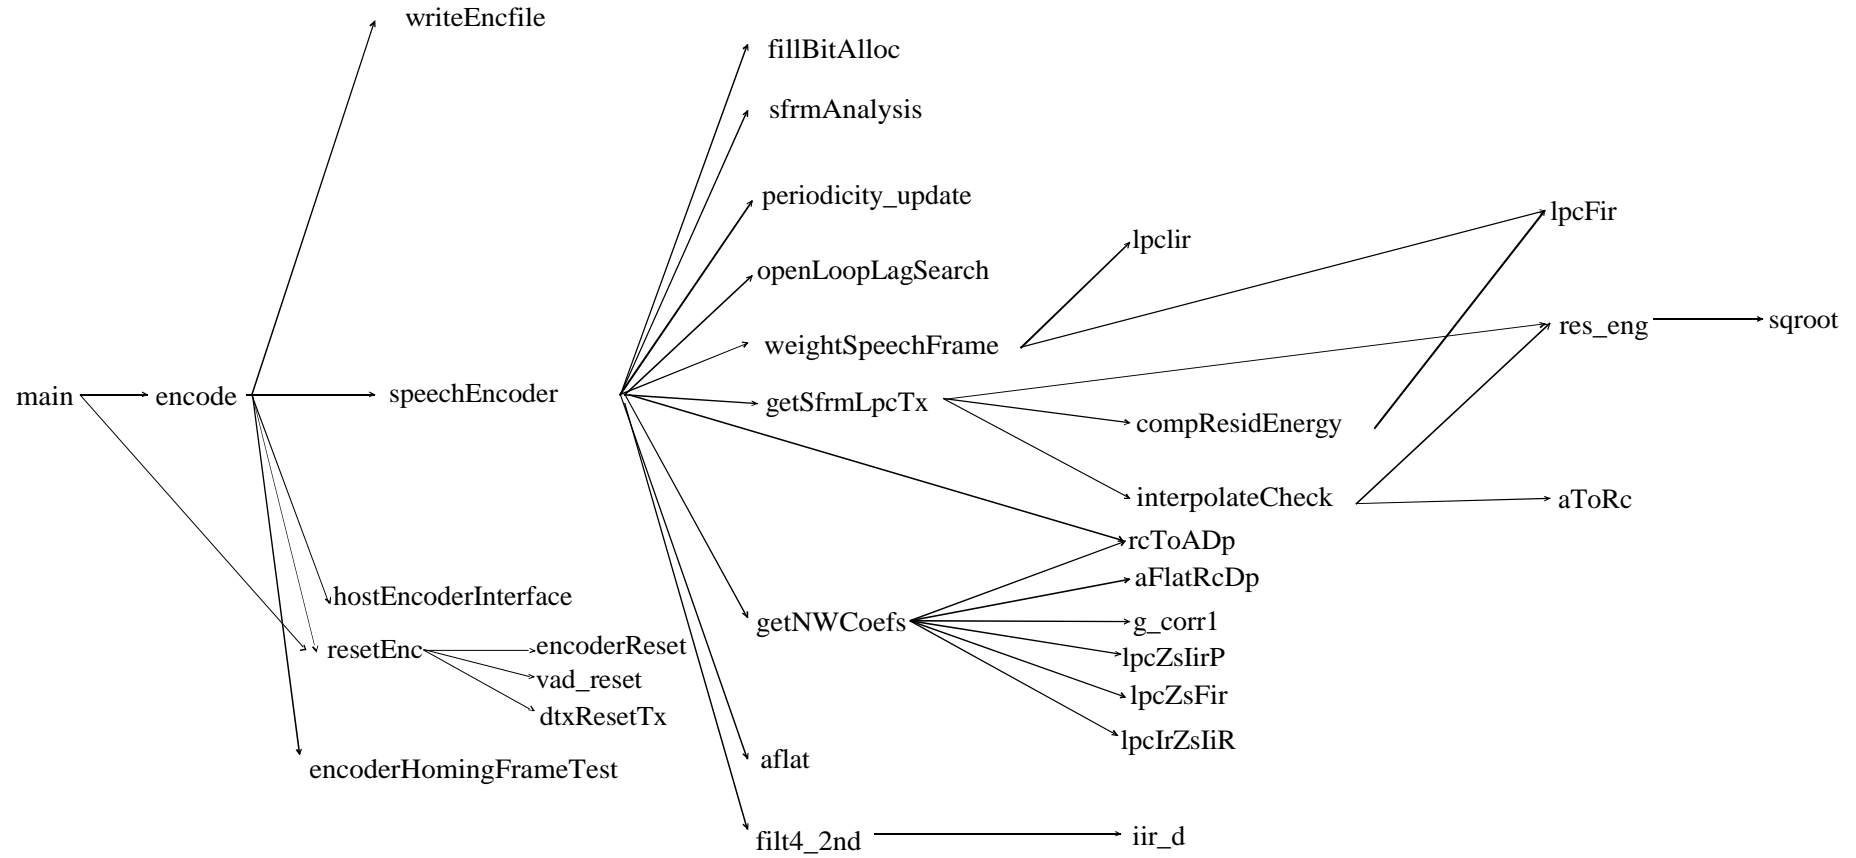 writeEncfile
fillBitAlloc
sfrmAnalysis
periodicity_update
lpcFir
lpclir
openLoopLagSearch
res_eng
sqroot
weightSpeechFrame
main
encode
speechEncoder
getSfrmLpcTx
compResidEnergy
interpolateCheck
aToRc
rcToADp
aFlatRcDp
hostEncoderInterface
getNWCoefs
g_corr1
resetEnc
encoderReset
lpcZsIirP
vad_reset
lpcZsFir
dtxResetTx
lpcIrZsIiR
encoderHomingFrameTest
aflat
filt4_2nd
iir_d